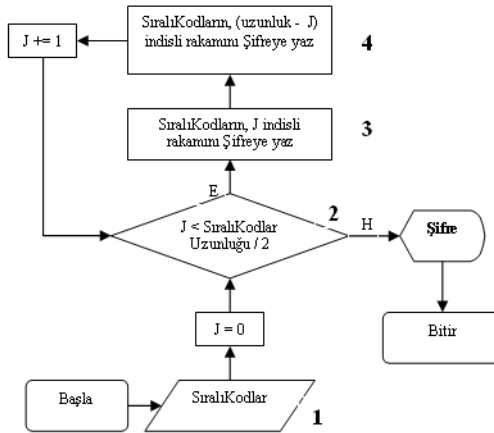 J += 1
SıralıKodların, (uzunluk - J)
indisli rakamını Şifreye yaz
4
SıralıKodların, J indisli
rakamını Şifreye yaz
3
E
J < SıralıKodlar
Uzunluğu / 2
2
H
Şifre
J = 0
Bitir
Başla
SıralıKodlar
1